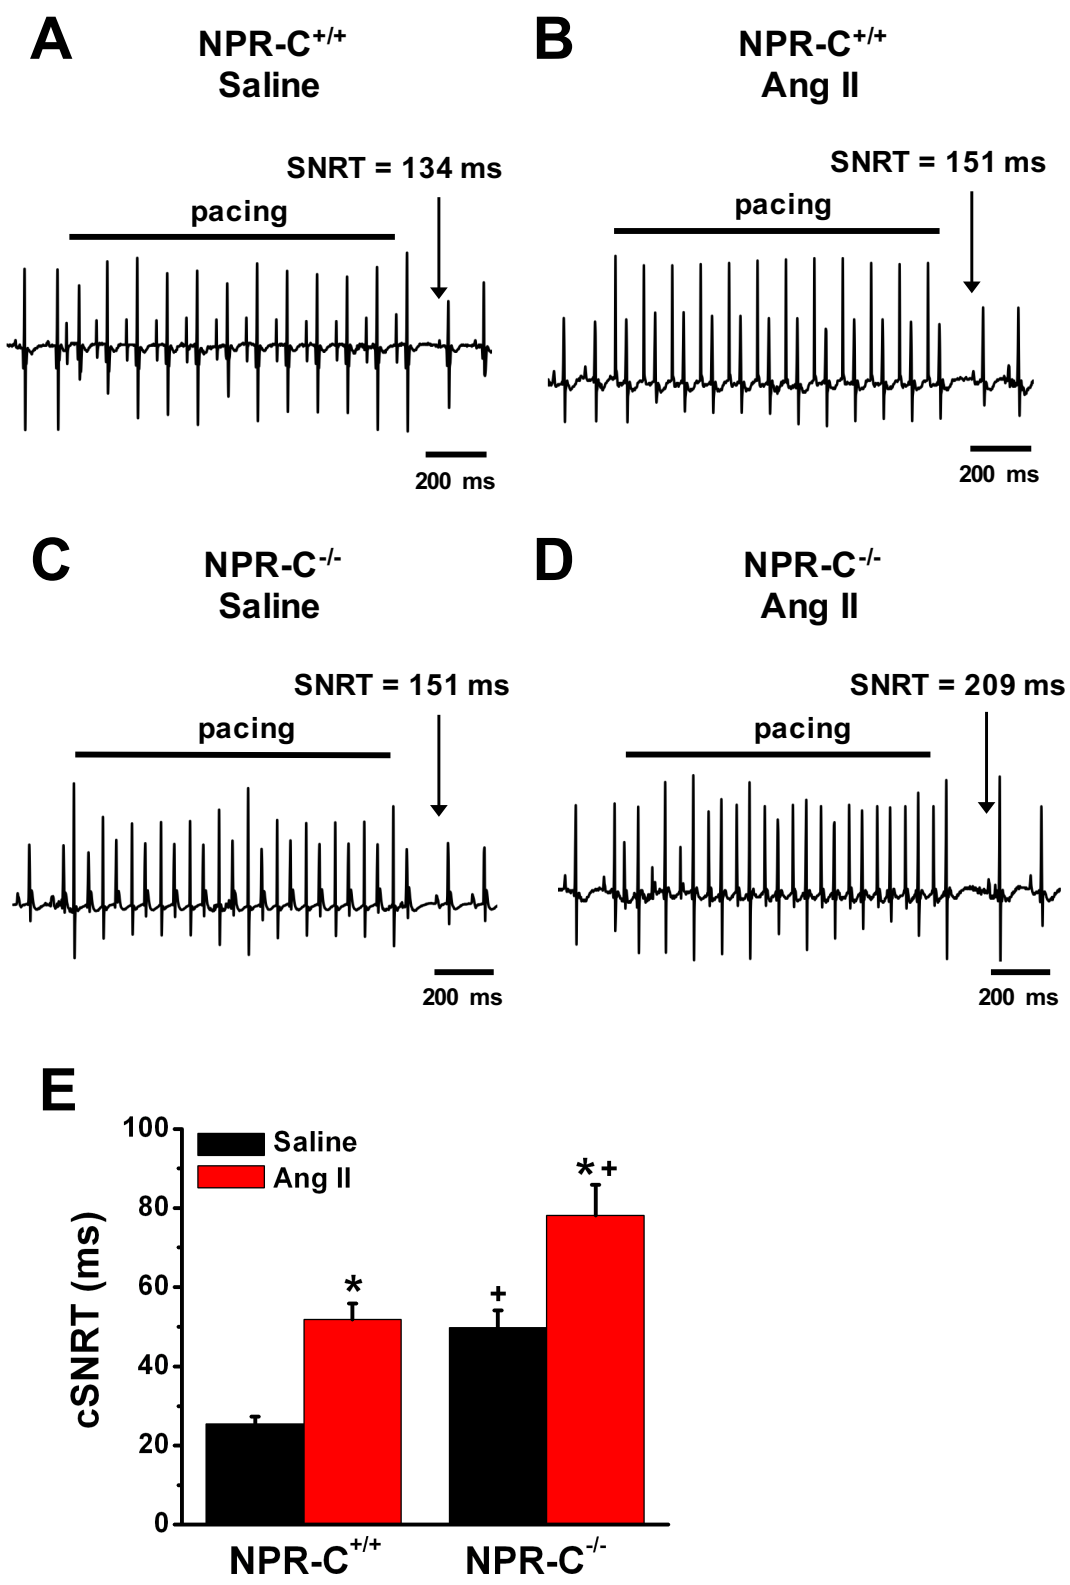 A
NPR-C+/+
Saline
SNRT = 134 ms
pacing
200 ms
B
NPR-C+/+
Ang II
SNRT = 151 ms
pacing
200 ms
C
NPR-C-/-
Saline
SNRT = 151 ms
pacing
200 ms
D
NPR-C-/-
Ang II
SNRT = 209 ms
pacing
200 ms
E
Saline
Ang II
cSNRT (ms)
100
80
60
40
20
0
*
+
* +
NPR-C+/+
NPR-C-/-